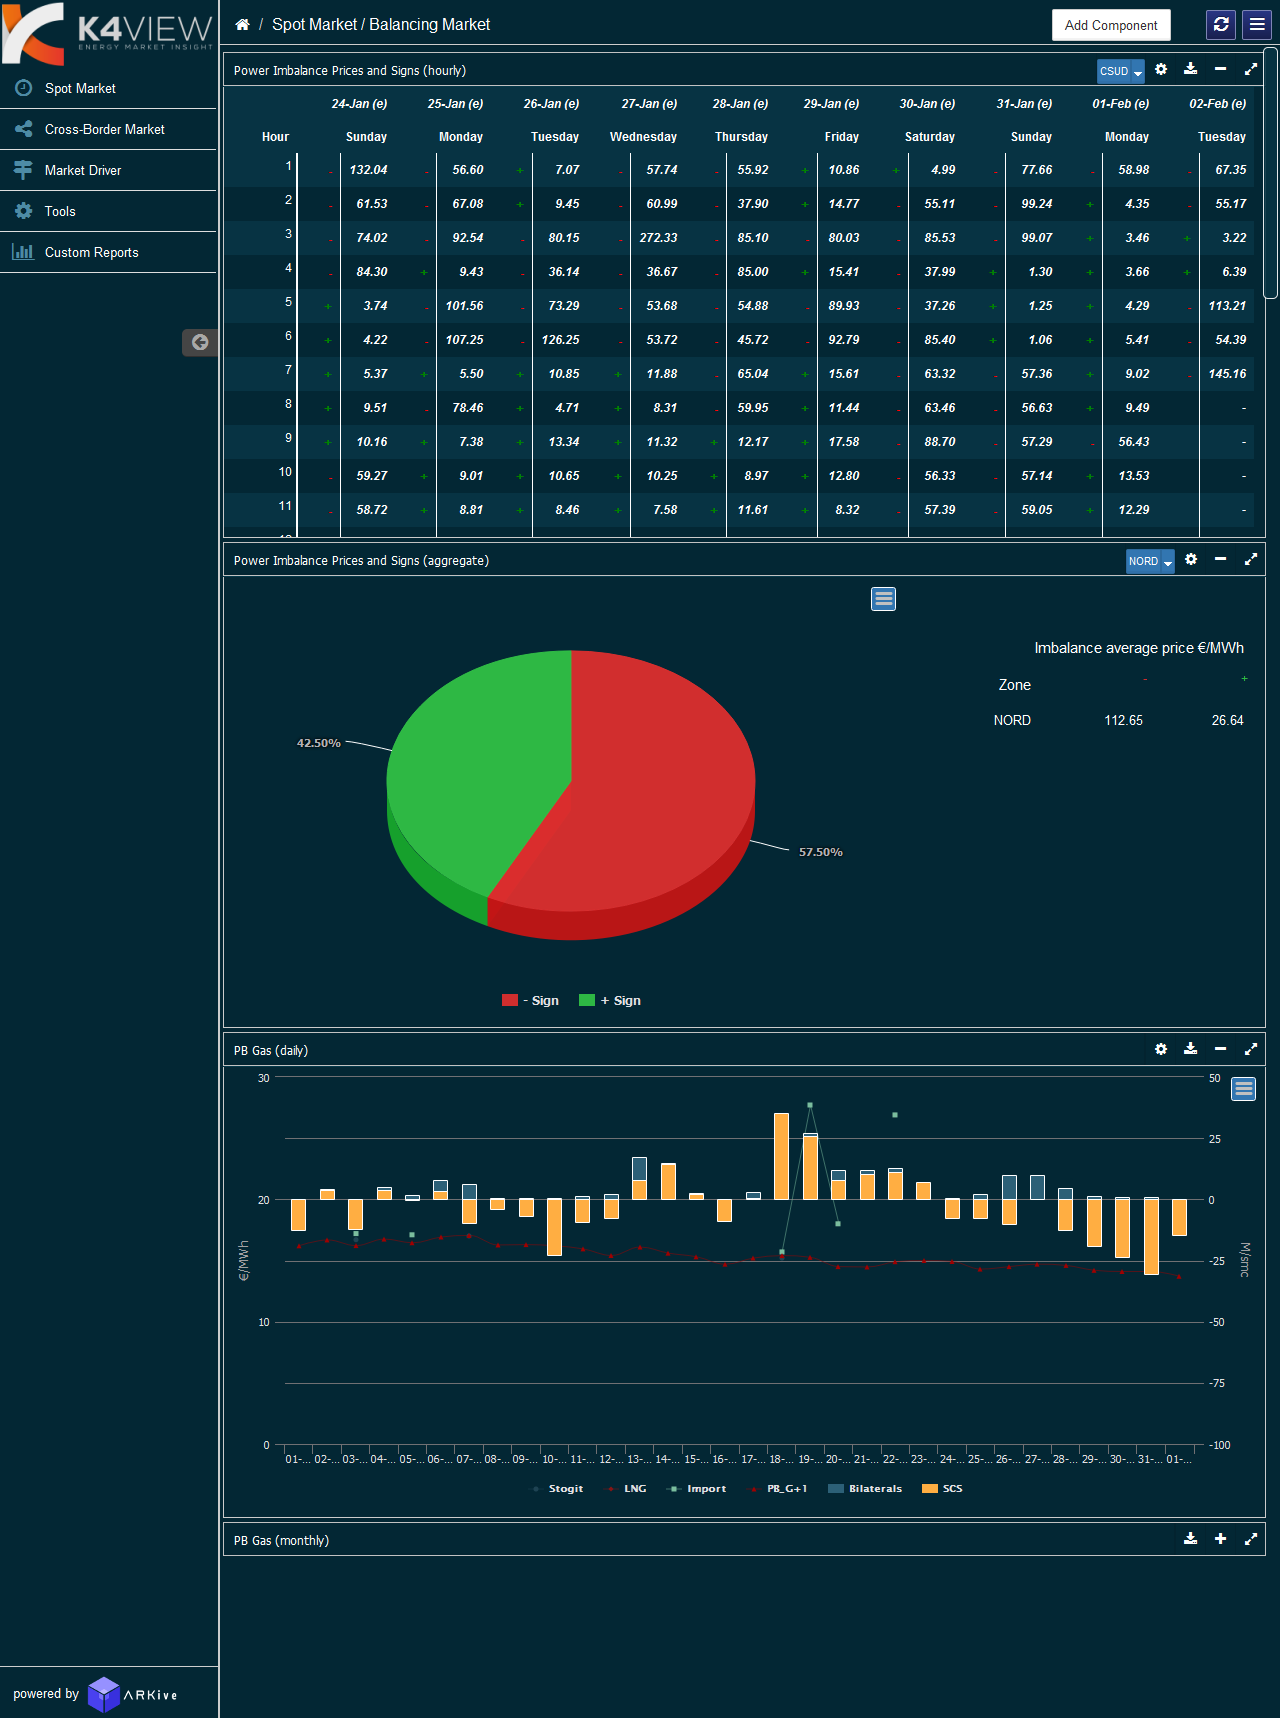 K4VIEW
ENERGY MARKET INSIGHT
/ Spot Market / Balancing Market
Add Component
Spot Market
Cross-Border Market
Market Driver
Tools
Custom Reports
Power Imbalance Prices and Signs (hourly)
CSUD
24-Jan (e) 25-Jan (e) 26-Jan (e) 27-Jan (e) 28-Jan (e) 29-Jan (e) 30-Jan (e) 31-Jan (e) 01-Feb (e) 02-Feb (e)
Hour Sunday Monday Tuesday Wednesday Thursday Friday Saturday Sunday Monday Tuesday
1 - 132.04 - 56.60 + 7.07 - 57.74 - 55.92 + 10.86 + 4.99 - 77.66 - 58.98 - 67.35
2 - 61.53 - 67.08 + 9.45 - 60.99 - 37.90 + 14.77 - 55.11 - 99.24 + 4.35 - 55.17
3 - 74.02 - 92.54 - 80.15 - 272.33 - 85.10 - 80.03 - 85.53 - 99.07 + 3.46 + 3.22
4 - 84.30 + 9.43 - 36.14 - 36.67 - 85.00 + 15.41 - 37.99 + 1.30 + 3.66 + 6.39
5 + 3.74 - 101.56 - 73.29 - 53.68 - 54.88 - 89.93 - 37.26 + 1.25 + 4.29 - 113.21
6 + 4.22 - 107.25 - 126.25 - 53.72 - 45.72 - 92.79 - 85.40 + 1.06 + 5.41 - 54.39
7 + 5.37 + 5.50 + 10.85 + 11.88 - 65.04 + 15.61 - 63.32 - 57.36 + 9.02 - 145.16
8 + 9.51 - 78.46 + 4.71 + 8.31 - 59.95 + 11.44 - 63.46 - 56.63 + 9.49 -
9 + 10.16 + 7.38 + 13.34 + 11.32 + 12.17 + 17.58 - 88.70 - 57.29 - 56.43 -
10 - 59.27 + 9.01 + 10.65 + 10.25 + 8.97 + 12.80 - 56.33 - 57.14 + 13.53 -
11 - 58.72 + 8.81 + 8.46 + 7.58 + 11.61 + 8.32 - 57.39 - 59.05 + 12.29 -
Power Imbalance Prices and Signs (aggregate)
NORD
Imbalance average price €/MWh
Zone - +
NORD 112.65 26.64
42.50%
57.50%
- Sign + Sign
PB Gas (daily)
30 50
25
20 0
-25
10 -50
-75
0 -100
€/MWh
M/smc
01-... 02-... 03-... 04-... 05-... 06-... 07-... 08-... 09-... 10-... 11-... 12-... 13-... 14-... 15-... 16-... 17-... 18-... 19-... 20-... 21-... 22-... 23-... 24-... 25-... 26-... 27-... 28-... 29-... 30-... 31-... 01-...
Stogit LNG Import PB_G+1 Bilaterals SCS
PB Gas (monthly)
powered by ARKive